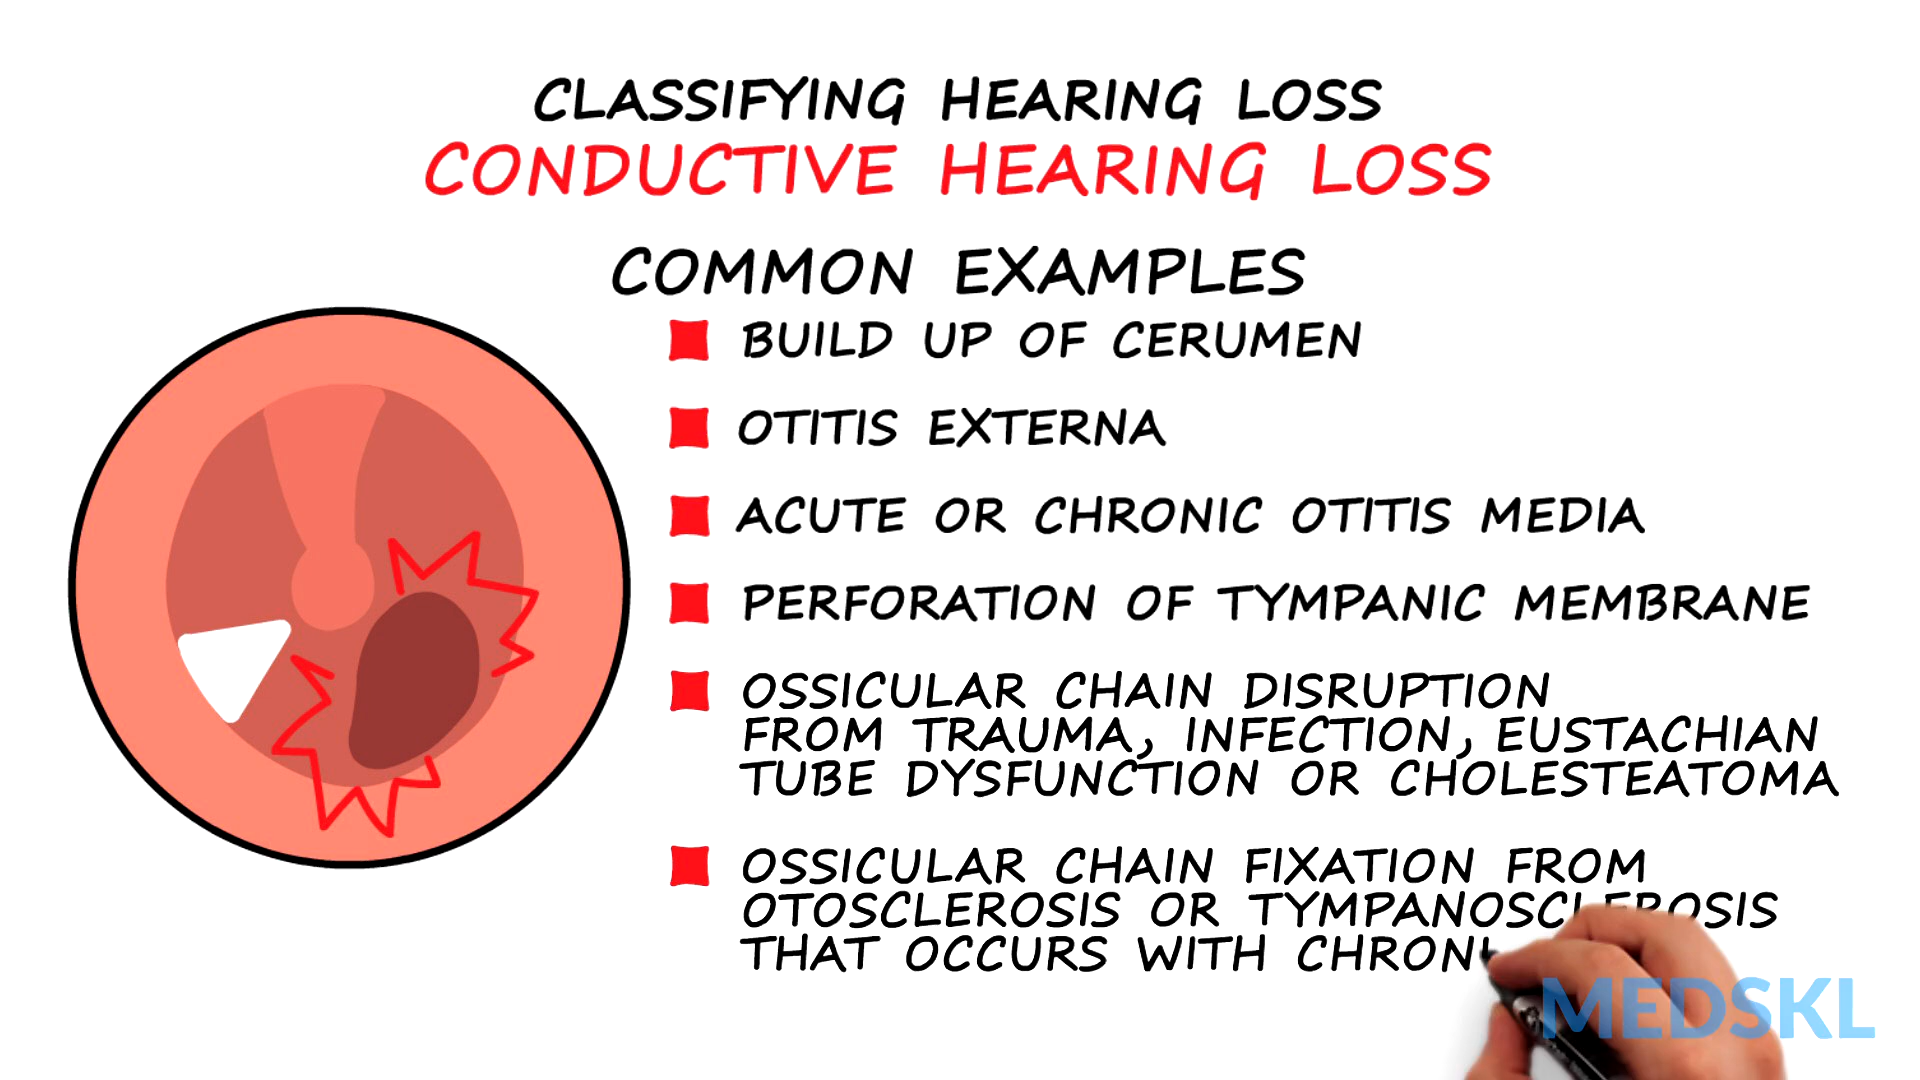 CLASSIFYING HEARING LOSS
CONDUCTIVE HEARING LOSS
COMMON EXAMPLES
BUILD UP OF CERUMEN
OTITIS EXTERNA
ACUTE OR CHRONIC OTITIS MEDIA
PERFORATION OF TYMPANIC MEMBRANE
OSSICULAR CHAIN DISRUPTION
FROM TRAUMA, INFECTION, EUSTACHIAN
TUBE DYSFUNCTION OR CHOLESTEATOMA
OSSICULAR CHAIN FIXATION FROM
OTOSCLEROSIS OR TYMPANOSCLEROSIS
THAT OCCURS WITH
MEDSKL